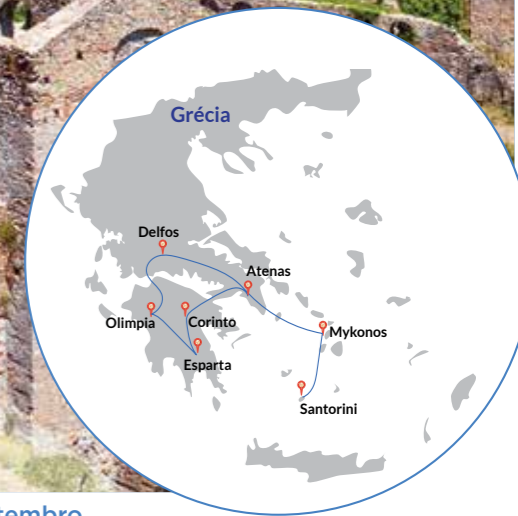 Grécia
Delfos
Atenas
Olimpia
Corinto
Mykonos
Esparta
Santorini